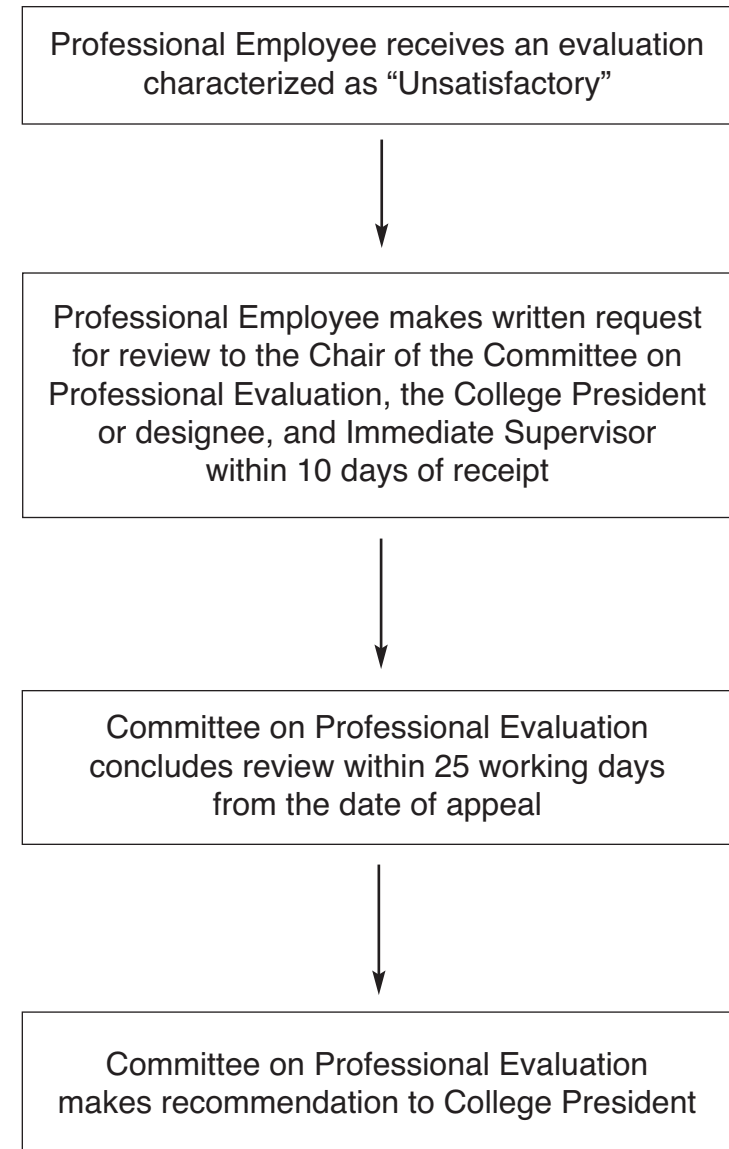 Professional Employee receives an evaluation
characterized as “Unsatisfactory”
Professional Employee makes written request
for review to the Chair of the Committee on
Professional Evaluation, the College President
or designee, and Immediate Supervisor
within 10 days of receipt
Committee on Professional Evaluation
concludes review within 25 working days
from the date of appeal
Committee on Professional Evaluation
makes recommendation to College President